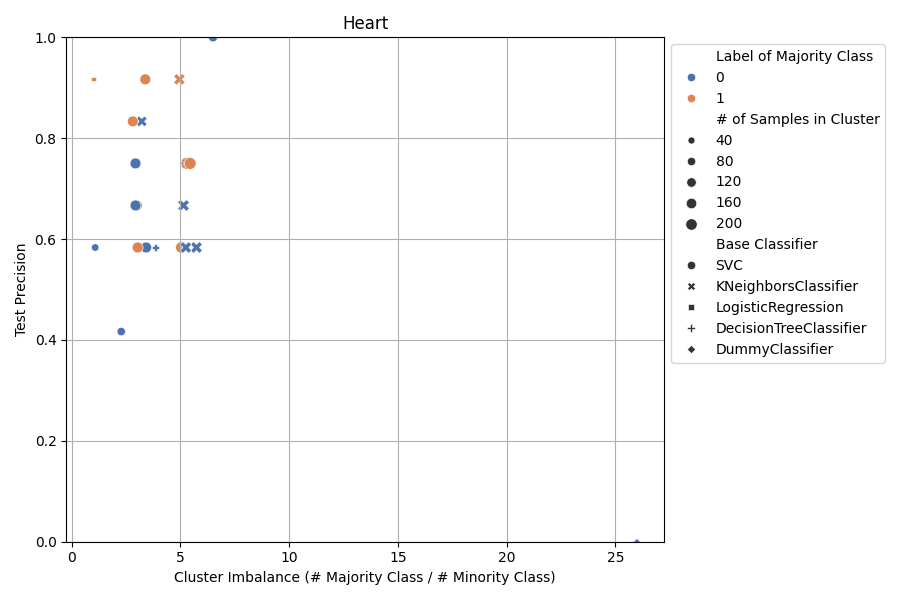 Heart
1.0
0.8
0.6
0.4
0.2
0.0
Test Precision
0
5
10
15
20
25
Cluster Imbalance (# Majority Class / # Minority Class)
Label of Majority Class
0
1
# of Samples in Cluster
40
80
120
160
200
Base Classifier
SVC
KNeighborsClassifier
LogisticRegression
DecisionTreeClassifier
DummyClassifier